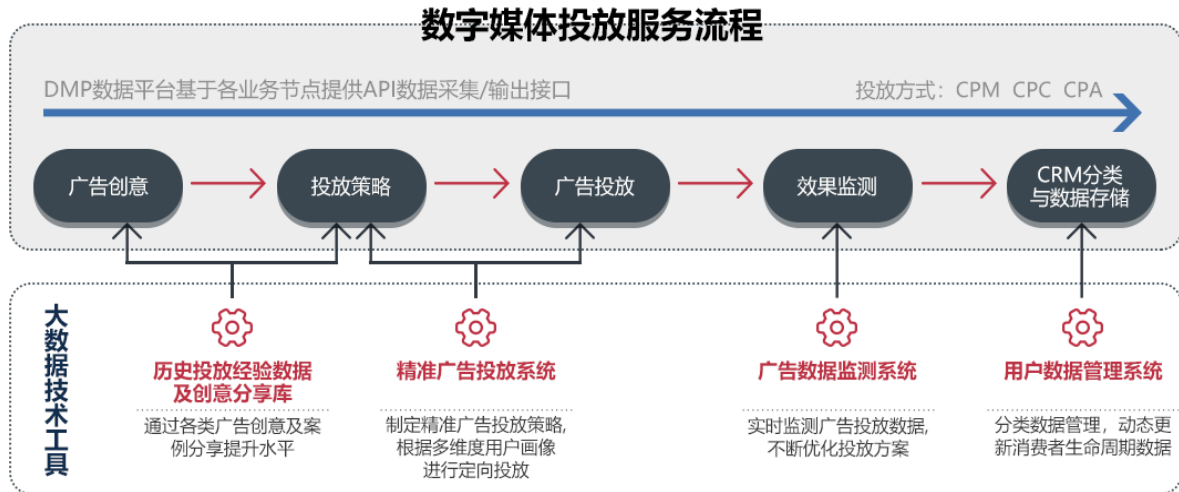 数字媒体投放服务流程
DMP数据平台基于各业务节点提供API数据采集/输出接口
投放方式：CPM CPC CPA
广告创意
投放策略
广告投放
效果监测
CRM分类
与数据存储
大数据技术工具
历史投放经验数据
及创意分享库
通过各类广告创意及案
例分享提升水平
精准广告投放系统
制定精准广告投放策略,
根据多维度用户画像
进行定向投放
广告数据监测系统
实时监测广告投放数据,
不断优化投放方案
用户数据管理系统
分类数据管理，动态更
新消费者生命周期数据